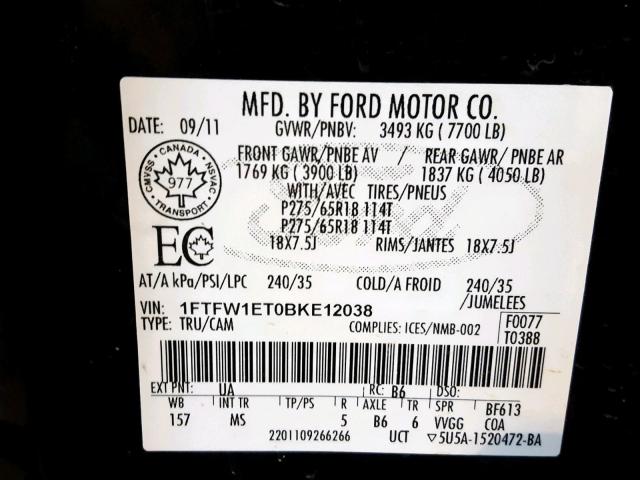 MFD. BY FORD MOTOR CO.
DATE: 09/11 GVWR/PNBV: 3493 KG ( 7700 LB)
FRONT GAWR/PNBE AV / REAR GAWR/ PNBE AR
1769 KG ( 3900 LB) 1837 KG ( 4050 LB)
WITH/AVEC TIRES/PNEUS
P275/65R18 114T
P275/65R18 114T
18X7.5J RIMS/JANTES 18X7.5J
CMVSS • CANADA • NSVAC
977
TRANSPORT
EC
Ford
AT/A kPa/PSI/LPC 240/35 COLD/A FROID 240/35
/JUMELEES
VIN: 1FTFW1ET0BKE12038
TYPE: TRU/CAM COMPLIES: ICES/NMB-002 F0077
T0388
EXT PNT: UA RC: B6 DSO:
WB INT TR TP/PS R AXLE TR SPR BF613
157 MS 5 B6 6 VVGG COA
2201109266266 UCT ▽5U5A-1520472-BA